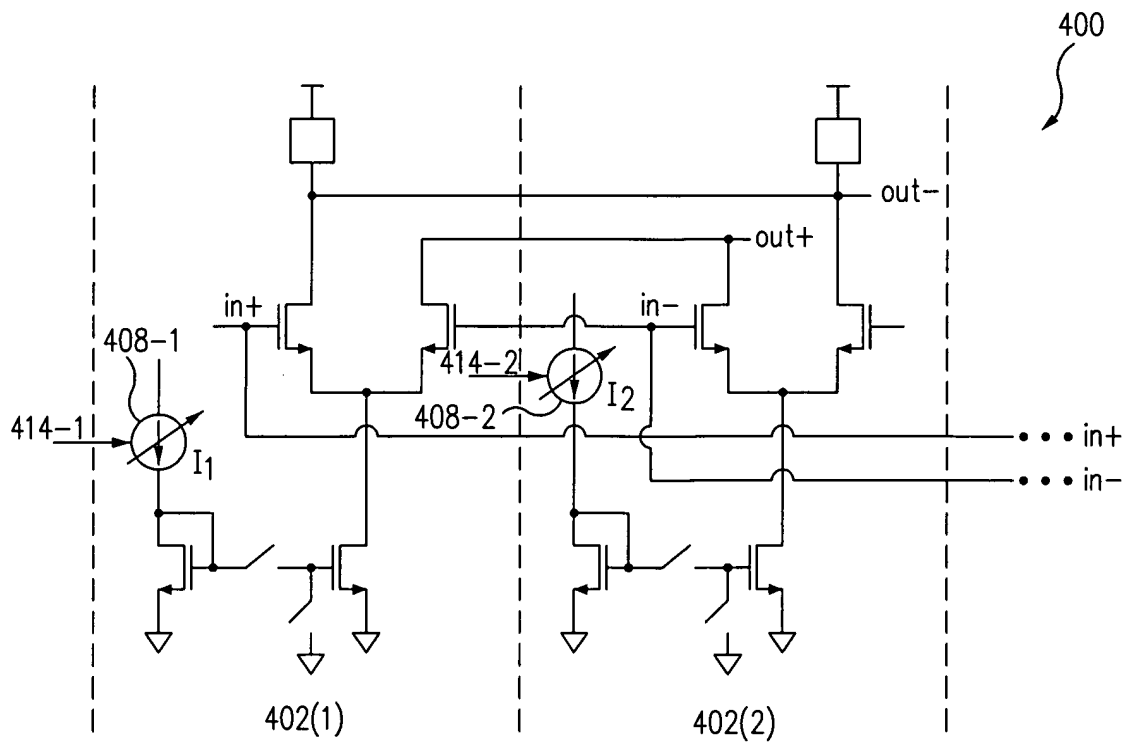 400
out-
out+
in+
in-
408-1
414-2
408-2
I2
414-1
I1
in+
in-
402(1)
402(2)